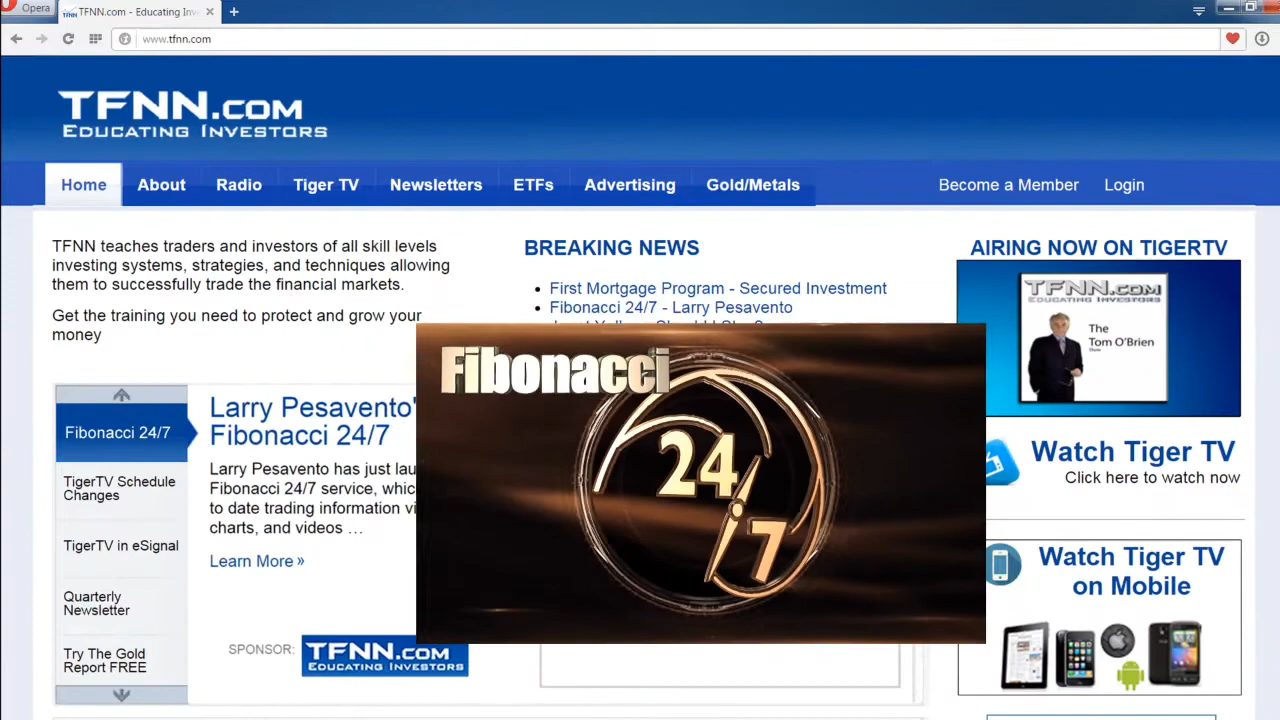 Opera
TFNN.com - Educating Inv
www.tfnn.com
TFNN.COM
EDUCATING INVESTORS
Home
About
Radio
Tiger TV
Newsletters
ETFs
Advertising
Gold/Metals
Become a Member
Login
TFNN teaches traders and investors of all skill levels
investing systems, strategies, and techniques allowing
them to successfully trade the financial markets.
Get the training you need to protect and grow your
money
BREAKING NEWS
First Mortgage Program - Secured Investment
Fibonacci 24/7 - Larry Pesavento
AIRING NOW ON TIGERTV
TFNN.COM
EDUCATING INVESTORS
The
Tom O'Brien
Show
Watch Tiger TV
Click here to watch now
Watch Tiger TV
on Mobile
Fibonacci 24/7
TigerTV Schedule
Changes
TigerTV in eSignal
Quarterly
Newsletter
Try The Gold
Report FREE
Larry Pesavento'
Fibonacci 24/7
Larry Pesavento has just lau
Fibonacci 24/7 service, whic
to date trading information vi
charts, and videos …
Learn More »
SPONSOR:
TFNN.COM
EDUCATING INVESTORS
Fibonacci
24
7